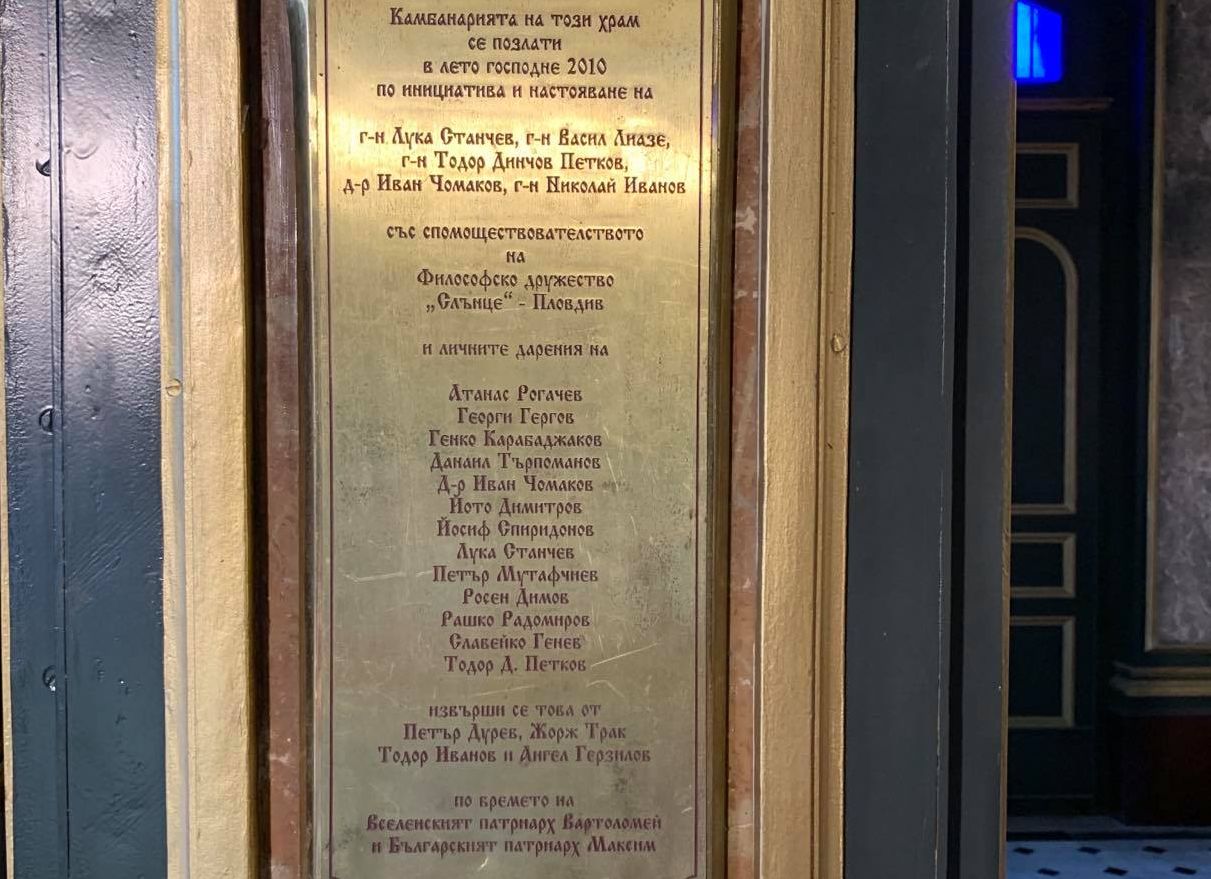 Камбанарията на този храм
се позлати
в лето господне 2010
по инициатива и настояване на
г-н Лука Станчев, г-н Васил Лиазе,
г-н Тодор Динчов Петков,
д-р Иван Чомаков, г-н Николай Иванов
със спомоществователството
на
Философско дружество
„Слънце“ - Пловдив
и личните дарения на
Атанас Рогачев
Георги Гергов
Генко Карабаджаков
Данаил Търпоманов
Д-р Иван Чомаков
Йото Димитров
Йосиф Спиридонов
Лука Станчев
Петър Мутафчиев
Росен Димов
Рашко Радомиров
Славейко Генев
Тодор Д. Петков
извърши се това от
Петър Дурев, Жорж Трак
Тодор Иванов и Ангел Герзилов
по времето на
Вселенският патриарх Вартоломей
и Българският патриарх Максим